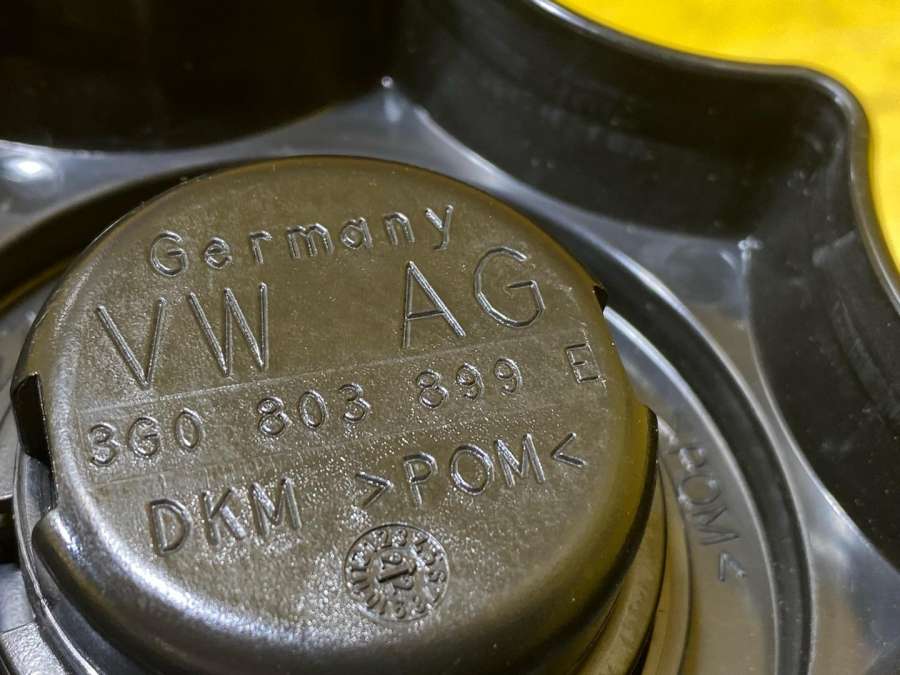 Germany
VW AG
3G0 803 899 E
DKM >POM<
POM<